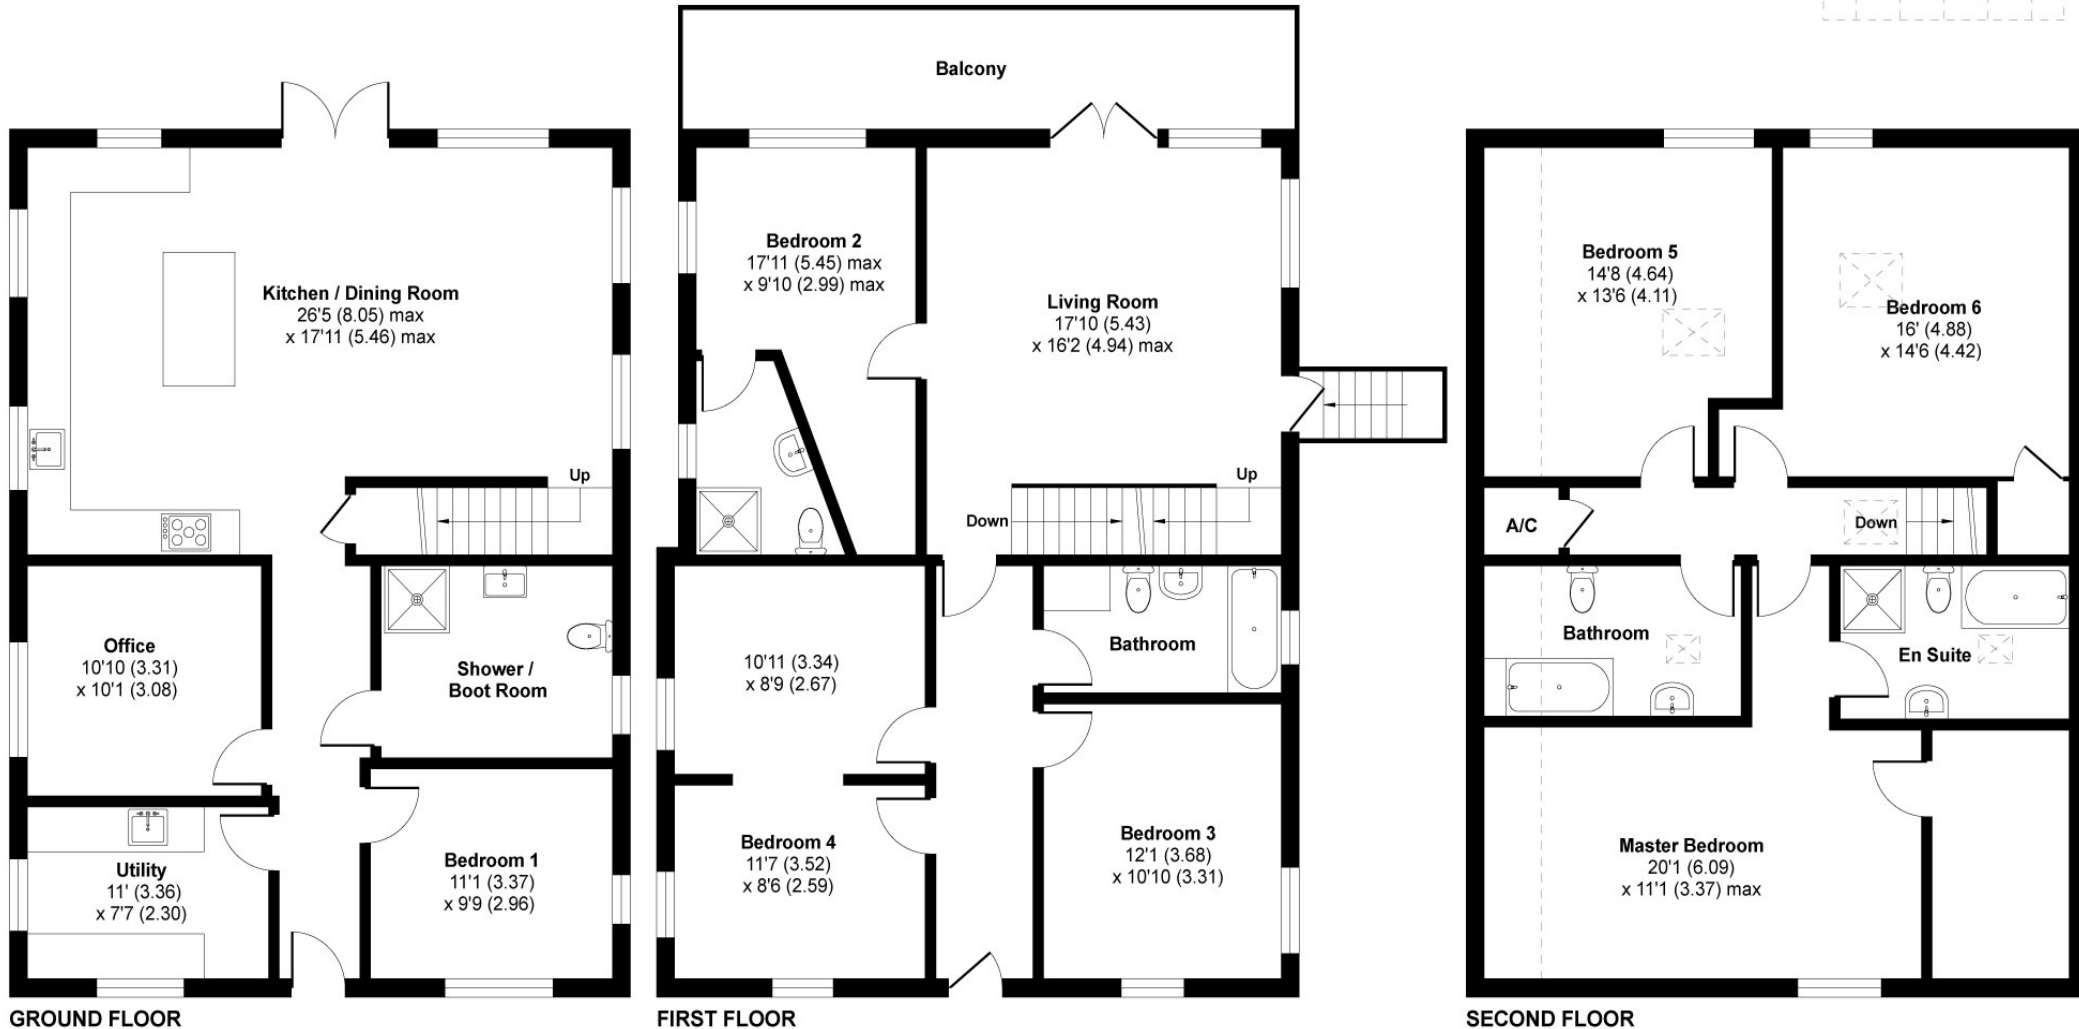 Kitchen / Dining Room
26'5 (8.05) max
x 17'11 (5.46) max
Up
Office
10'10 (3.31)
x 10'1 (3.08)
Shower /
Boot Room
Utility
11' (3.36)
x 7'7 (2.30)
Bedroom 1
11'1 (3.37)
x 9'9 (2.96)
GROUND FLOOR
Balcony
Bedroom 2
17'11 (5.45) max
x 9'10 (2.99) max
Living Room
17'10 (5.43)
x 16'2 (4.94) max
Up
Down
10'11 (3.34)
x 8'9 (2.67)
Bathroom
Bedroom 4
11'7 (3.52)
x 8'6 (2.59)
Bedroom 3
12'1 (3.68)
x 10'10 (3.31)
FIRST FLOOR
Bedroom 5
14'8 (4.64)
x 13'6 (4.11)
Bedroom 6
16' (4.88)
x 14'6 (4.42)
A/C
Down
Bathroom
En Suite
Master Bedroom
20'1 (6.09)
x 11'1 (3.37) max
SECOND FLOOR